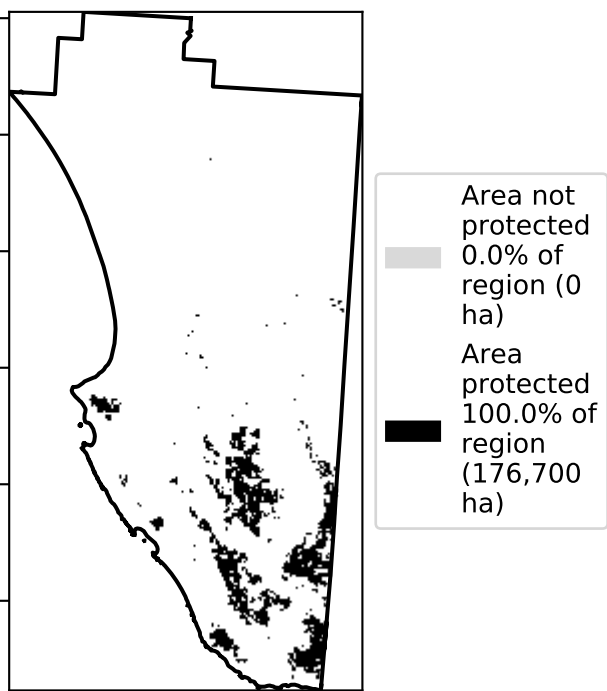 Area not
protected
0.0% of
region (0
ha)
Area
protected
100.0% of
region
(176,700
ha)